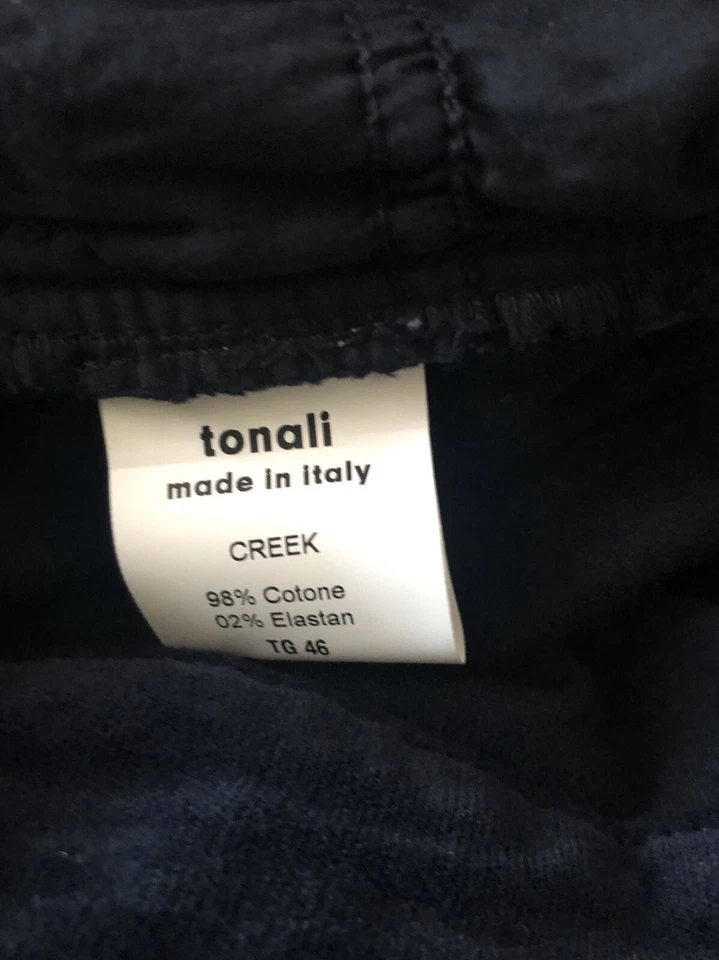 tonali
made in italy
CREEK
98% Cotone
02% Elastan
TG 46